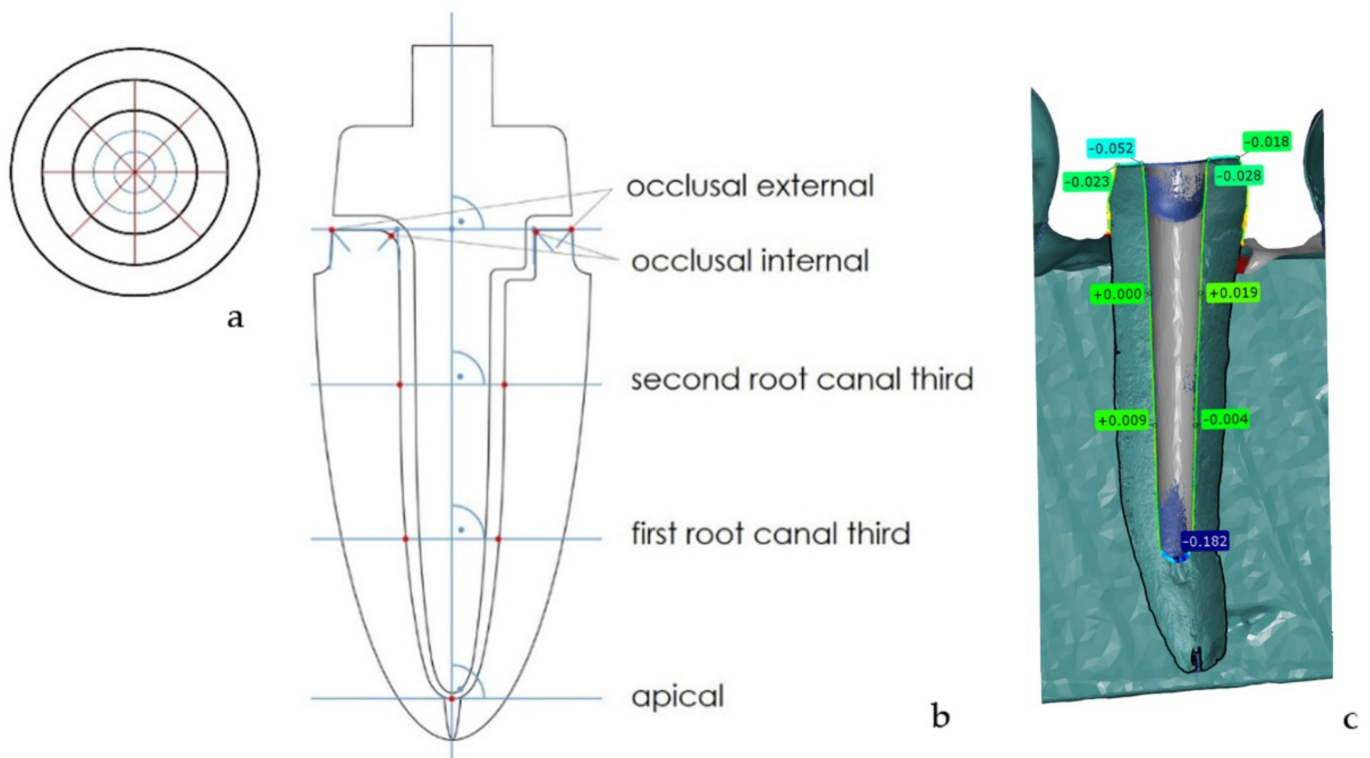 a
occlusal external
occlusal internal
second root canal third
first root canal third
apical
b
-0.052
-0.018
-0.023
-0.028
+0.000
+0.019
+0.009
-0.004
-0.182
c